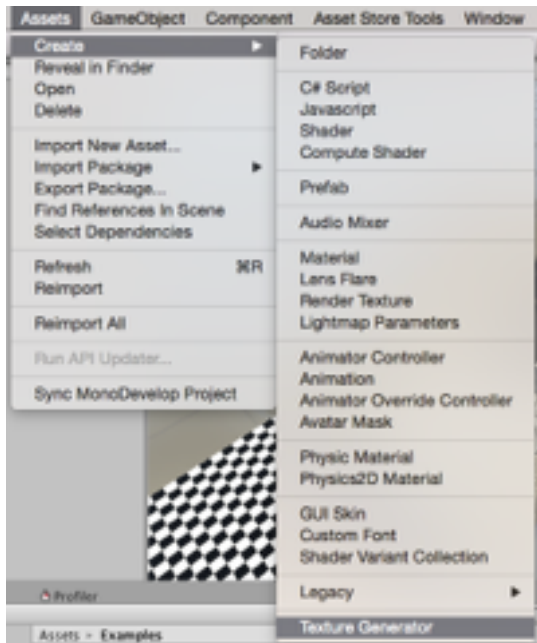 Assets GameObject Component Asset Store Tools Window
Create
Reveal in Finder
Open
Delete
Import New Asset...
Import Package
Export Package...
Find References In Scene
Select Dependencies
Refresh ⌘R
Reimport
Reimport All
Run API Updater...
Sync MonoDevelop Project
Folder
C# Script
Javascript
Shader
Compute Shader
Prefab
Audio Mixer
Material
Lens Flare
Render Texture
Lightmap Parameters
Animator Controller
Animation
Animator Override Controller
Avatar Mask
Physic Material
Physics2D Material
GUI Skin
Custom Font
Shader Variant Collection
Legacy
Texture Generator
Profiler
Assets ▸ Examples